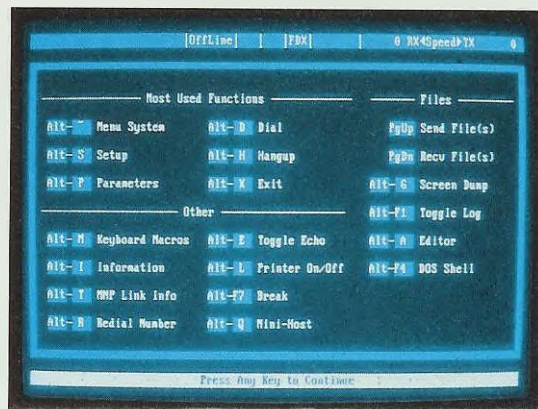 OffLine FDX 0 RX◄Speed►TX 0
Most Used Functions
Alt-~ Menu System
Alt-S Setup
Alt-P Parameters
Alt-D Dial
Alt-H Hangup
Alt-X Exit
Files
PgUp Send File(s)
PgDn Recv File(s)
Alt-G Screen Dump
Alt-F1 Toggle Log
Alt-A Editor
Alt-F4 DOS Shell
Other
Alt-M Keyboard Macros
Alt-I Information
Alt-Y MNP Link Info
Alt-R Redial Number
Alt-E Toggle Echo
Alt-L Printer On/Off
Alt-F7 Break
Alt-Q Mini-Host
Press Any Key to Continue